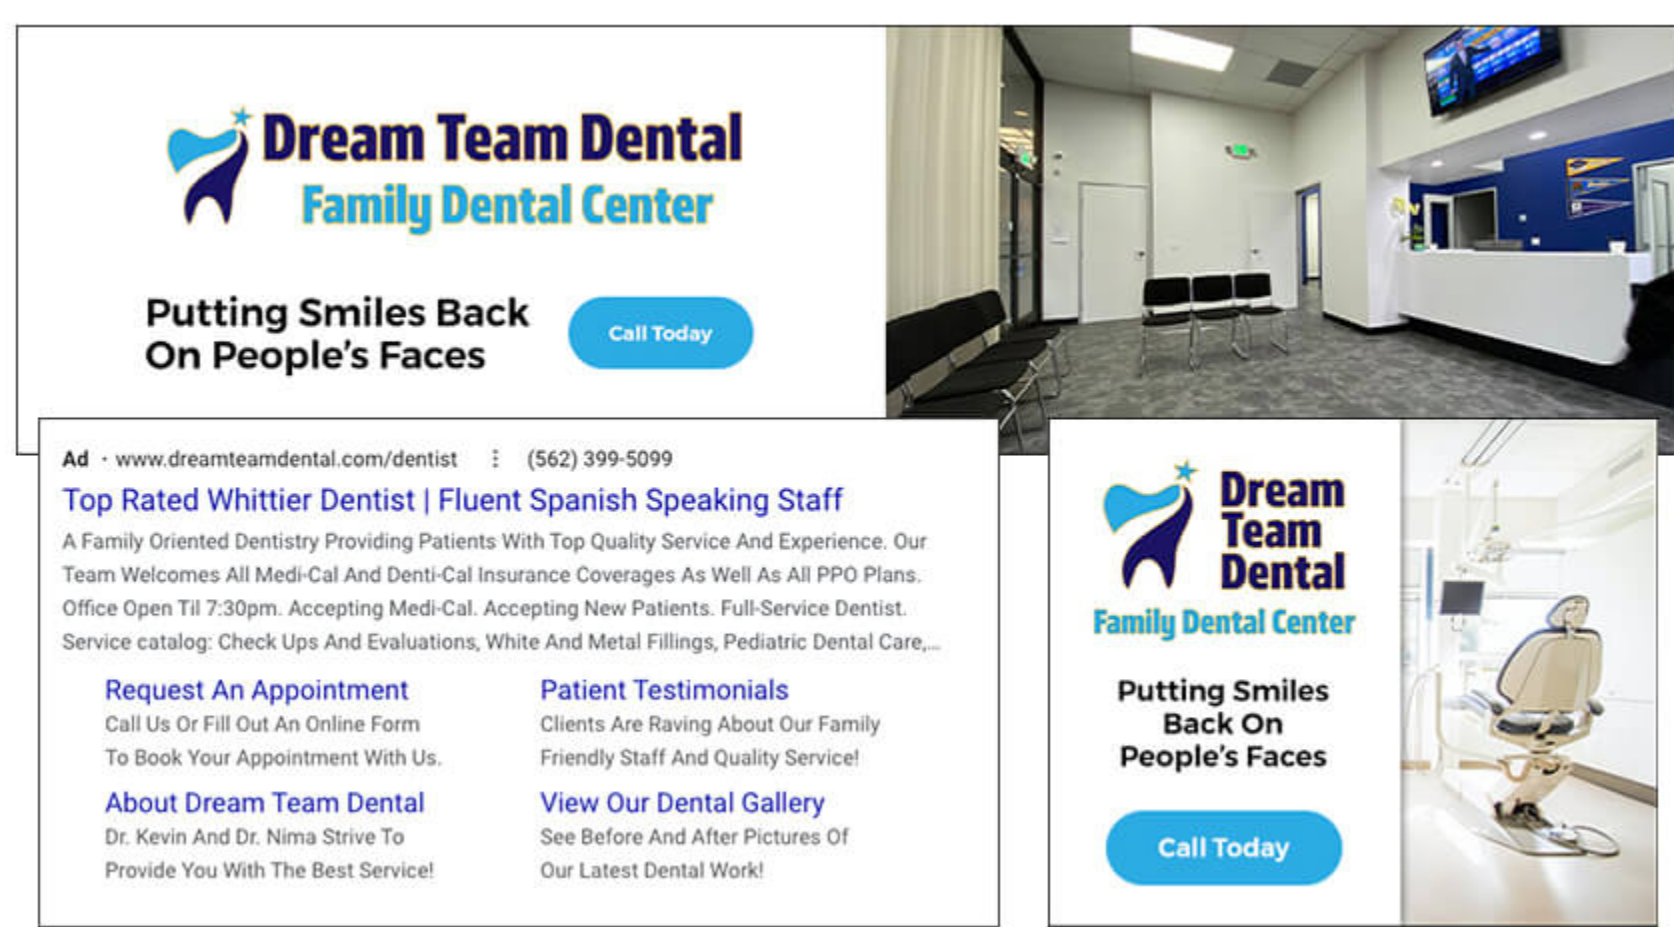 Dream Team Dental
Family Dental Center
Putting Smiles Back
On People's Faces
Call Today
Ad · www.dreamteamdental.com/dentist ⋮ (562) 399-5099
Top Rated Whittier Dentist | Fluent Spanish Speaking Staff
A Family Oriented Dentistry Providing Patients With Top Quality Service And Experience. Our
Team Welcomes All Medi-Cal And Denti-Cal Insurance Coverages As Well As All PPO Plans.
Office Open Til 7:30pm. Accepting Medi-Cal. Accepting New Patients. Full-Service Dentist.
Service catalog: Check Ups And Evaluations, White And Metal Fillings, Pediatric Dental Care,...
Request An Appointment
Call Us Or Fill Out An Online Form
To Book Your Appointment With Us.
Patient Testimonials
Clients Are Raving About Our Family
Friendly Staff And Quality Service!
About Dream Team Dental
Dr. Kevin And Dr. Nima Strive To
Provide You With The Best Service!
View Our Dental Gallery
See Before And After Pictures Of
Our Latest Dental Work!
Dream
Team
Dental
Family Dental Center
Putting Smiles
Back On
People's Faces
Call Today